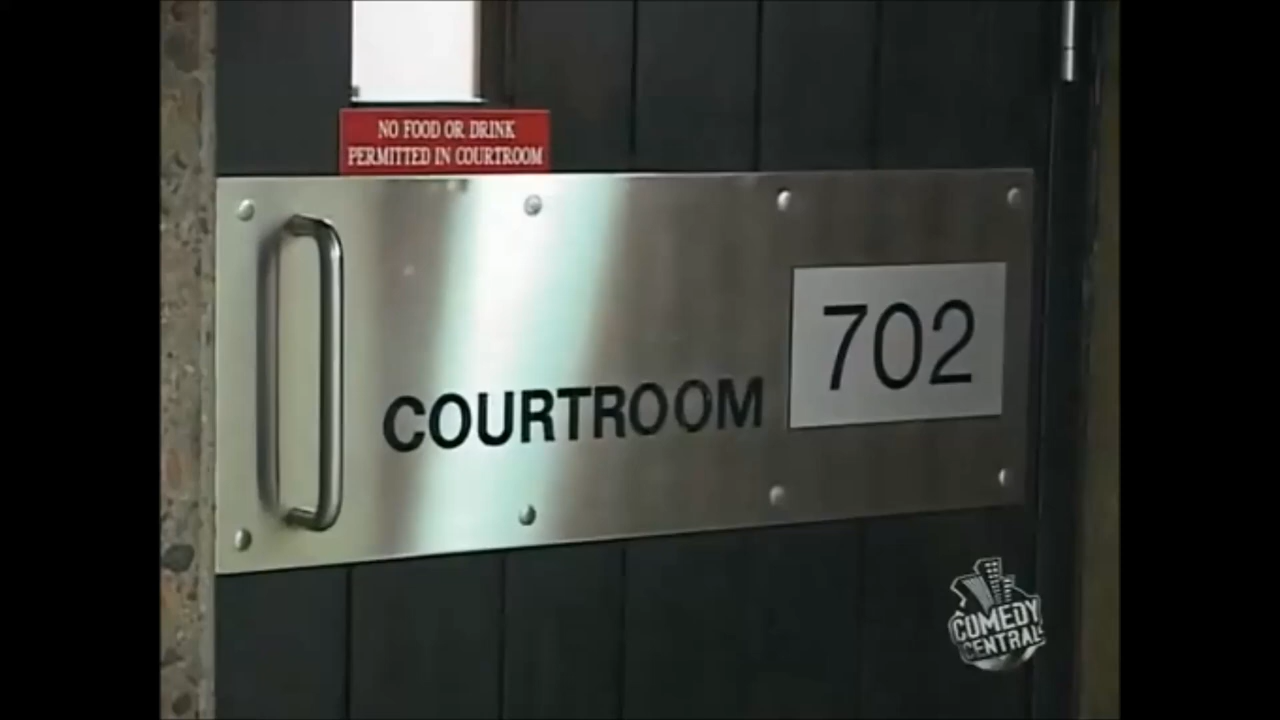 NO FOOD OR DRINK
PERMITTED IN COURTROOM
702
COURTROOM
COMEDY
CENTRAL